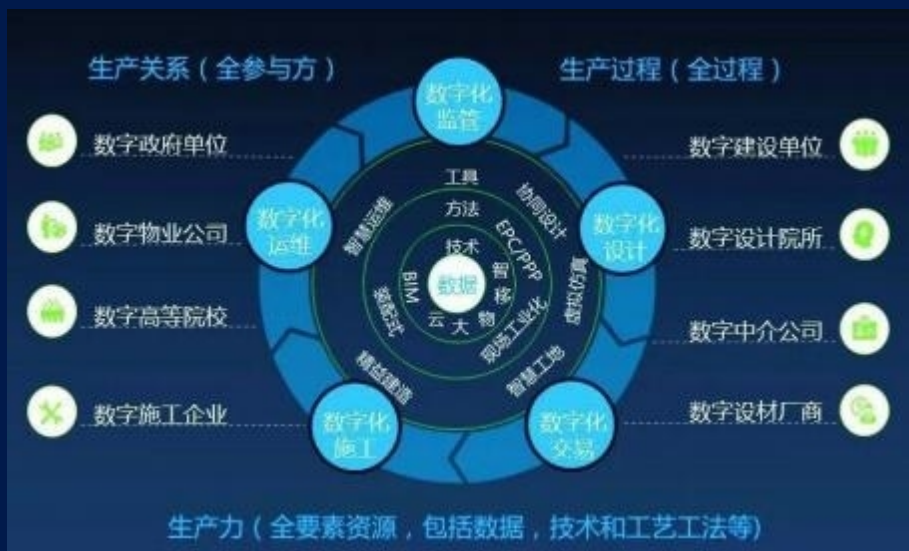 生产关系（全参与方）
生产过程（全过程）
数字政府单位
数字物业公司
数字高等院校
数字施工企业
数字建设单位
数字设计院所
数字中介公司
数字设材厂商
数字化
监管
数字化
设计
数字化
交易
数字化
施工
数字化
运维
工具
协同设计
虚拟仿真
智慧工地
精益建造
智慧运维
方法
EPC/PPP
现场工业化
装配式
技术
智
移
物
大
云
BIM
数据
生产力（全要素资源，包括数据，技术和工艺工法等)